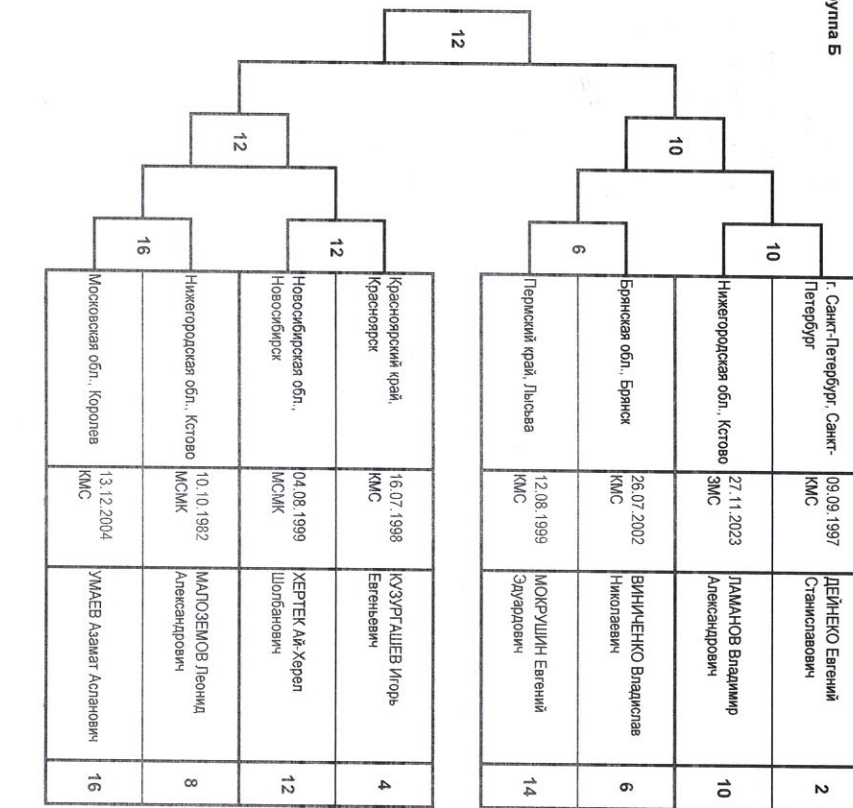 уппа Б
2
ДЕЙНЕКО Евгений
Станиславович
09.09.1997
КМС
г. Санкт-Петербург, Санкт-
Петербург
10
ЛАМАНОВ Владимир
Александрович
27.11.2023
ЗМС
Нижегородская обл., Кстово
6
ВИНИЧЕНКО Владислав
Николаевич
26.07.2002
КМС
Брянская обл., Брянск
14
МОКРУШИН Евгений
Эдуардович
12.08.1999
КМС
Пермский край, Лысьва
4
КУЗУРГАШЕВ Игорь
Евгеньевич
16.07.1998
КМС
Красноярский край,
Красноярск
12
ХЕРТЕК Ай-Херел
Шолбанович
04.08.1999
МСМК
Новосибирская обл.,
Новосибирск
8
МАЛОЗЕМОВ Леонид
Александрович
10.10.1982
МСМК
Нижегородская обл., Кстово
16
УМАЕВ Азамат Асланович
13.12.2004
КМС
Московская обл., Королев
10
6
12
16
10
12
12